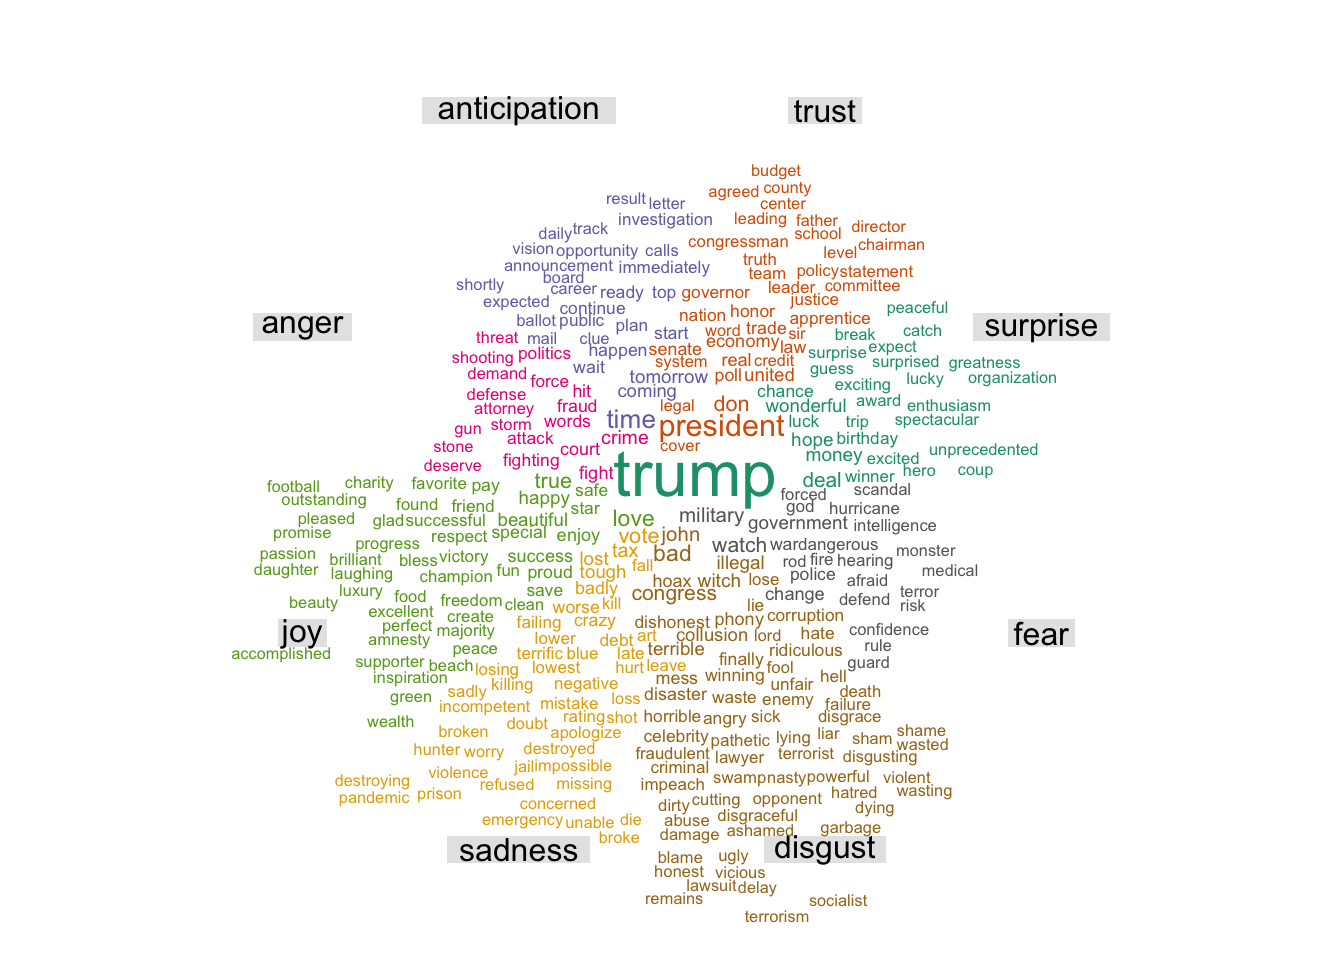 anticipation trust
budget
agreed county
result letter center
investigation leading father director
daily track congressman school chairman
vision opportunity calls truth level
announcement immediately team policy statement
shortly board career ready top governor leader committee
expected continue nation honor justice peaceful
anger ballot public plan start word trade apprentice surprise
threat mail clue economy sir break catch
shooting politics happen senate law surprise expect
demand wait system real credit guess surprised greatness
force tomorrow poll united exciting lucky organization
defense hit coming chance award
attorney fraud legal don wonderful enthusiasm
gun storm words time president luck trip spectacular
stone attack court crime cover hope birthday unprecedented
deserve fighting fight trump money excited hero coup
football charity favorite pay true safe deal winner scandal
outstanding found friend happy star forced god hurricane
pleased glad successful beautiful love military government intelligence
promise progress respect special enjoy vote john watch war dangerous monster
passion brilliant bless victory success lost tax bad illegal rod fire hearing medical
daughter laughing champion fun proud tough fall hoax witch lose police afraid terror
luxury food save badly congress change defend risk
beauty excellent freedom clean worse kill lie corruption
joy perfect create failing crazy dishonest phony confidence fear
amnesty majority lower debt art collusion lord hate rule
accomplished peace terrific blue late terrible finally ridiculous guard
supporter beach losing lowest hurt leave mess winning fool hell
inspiration sadly killing negative disaster waste unfair death
green incompetent mistake loss enemy failure
wealth doubt rating shot horrible angry sick disgrace
broken apologize celebrity pathetic lying liar sham shame
hunter worry destroyed fraudulent lawyer terrorist disgusting wasted
destroying violence jail impossible criminal swamp nasty powerful violent
pandemic prison refused missing impeach cutting opponent hatred wasting
concerned dirty disgraceful dying
emergency unable die abuse ashamed garbage
broke damage
sadness disgust
blame ugly
honest vicious
lawsuit delay
remains socialist
terrorism